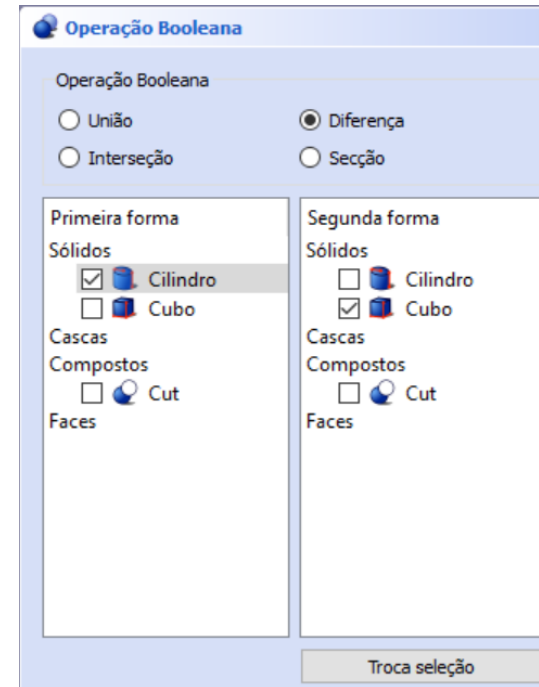 Operação Booleana
Operação Booleana
União
Diferença
Interseção
Secção
Primeira forma
Sólidos
Cilindro
Cubo
Cascas
Compostos
Cut
Faces
Segunda forma
Sólidos
Cilindro
Cubo
Cascas
Compostos
Cut
Faces
Troca seleção